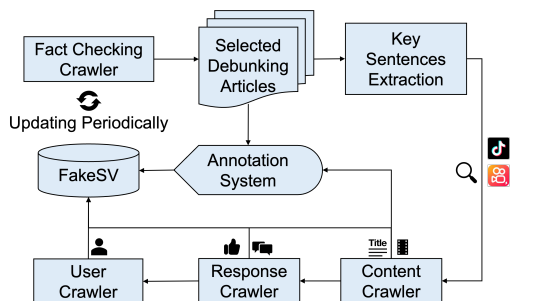 Fact Checking
Crawler
Selected
Debunking
Articles
Key
Sentences
Extraction
Updating Periodically
FakeSV
Annotation
System
Title
User
Crawler
Response
Crawler
Content
Crawler